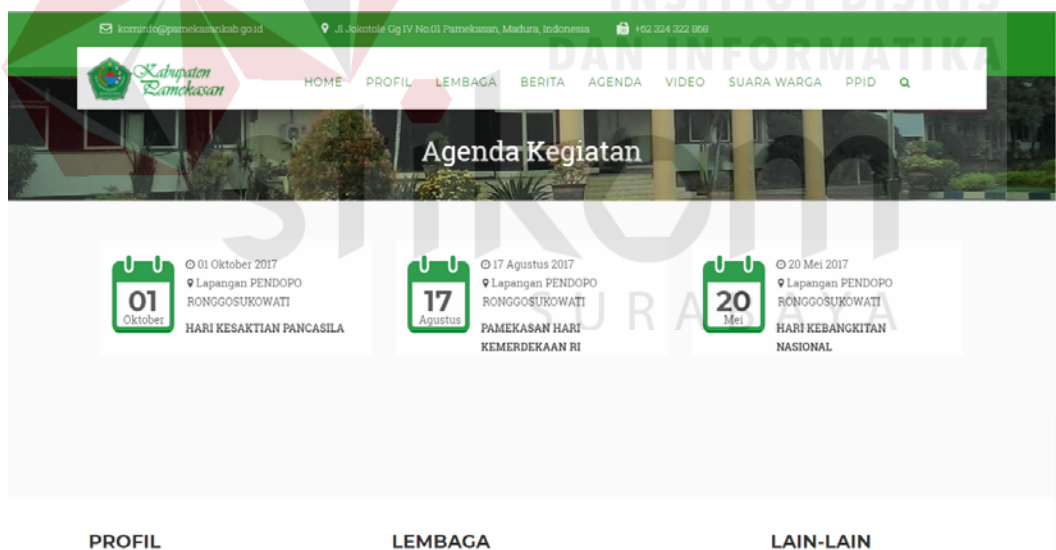 INSTITUT BISNIS
DAN INFORMATIKA
stikom
SURABAYA
kominfo@pamekasankab.go.id
Jl Jokotole Gg IV No.01 Pamekasan, Madura, Indonesia
+62 324 322 868
Kabupaten
Pamekasan
HOME PROFIL LEMBAGA BERITA AGENDA VIDEO SUARA WARGA PPID
Agenda Kegiatan
01
Oktober
01 Oktober 2017
Lapangan PENDOPO
RONGGOSUKOWATI
HARI KESAKTIAN PANCASILA
17
Agustus
17 Agustus 2017
Lapangan PENDOPO
RONGGOSUKOWATI
PAMEKASAN HARI
KEMERDEKAAN RI
20
Mei
20 Mei 2017
Lapangan PENDOPO
RONGGOSUKOWATI
HARI KEBANGKITAN
NASIONAL
PROFIL
LEMBAGA
LAIN-LAIN